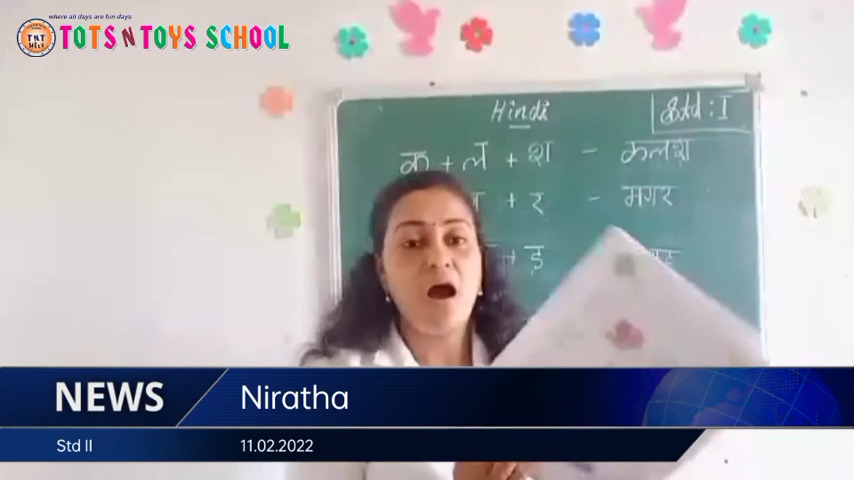 where all days are fun days
TNT
TOTS N TOYS SCHOOL
Hindi
Std : I
क + ल + श - कलश
+ र - मगर
+ ड़
NEWS
Niratha
Std II
11.02.2022